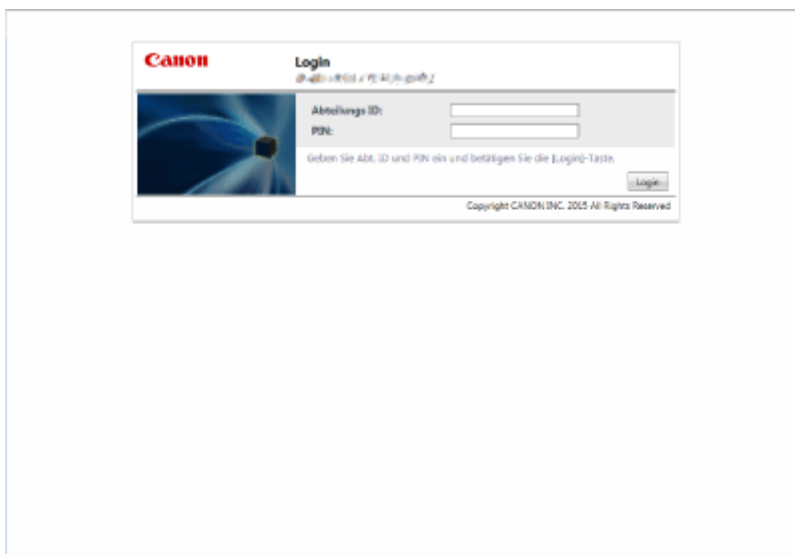 Canon
Login
Abteilungs ID:
PIN:
Geben Sie Abt. ID und PIN ein und betätigen Sie die [Login]-Taste.
Login
Copyright CANON INC. 2015 All Rights Reserved